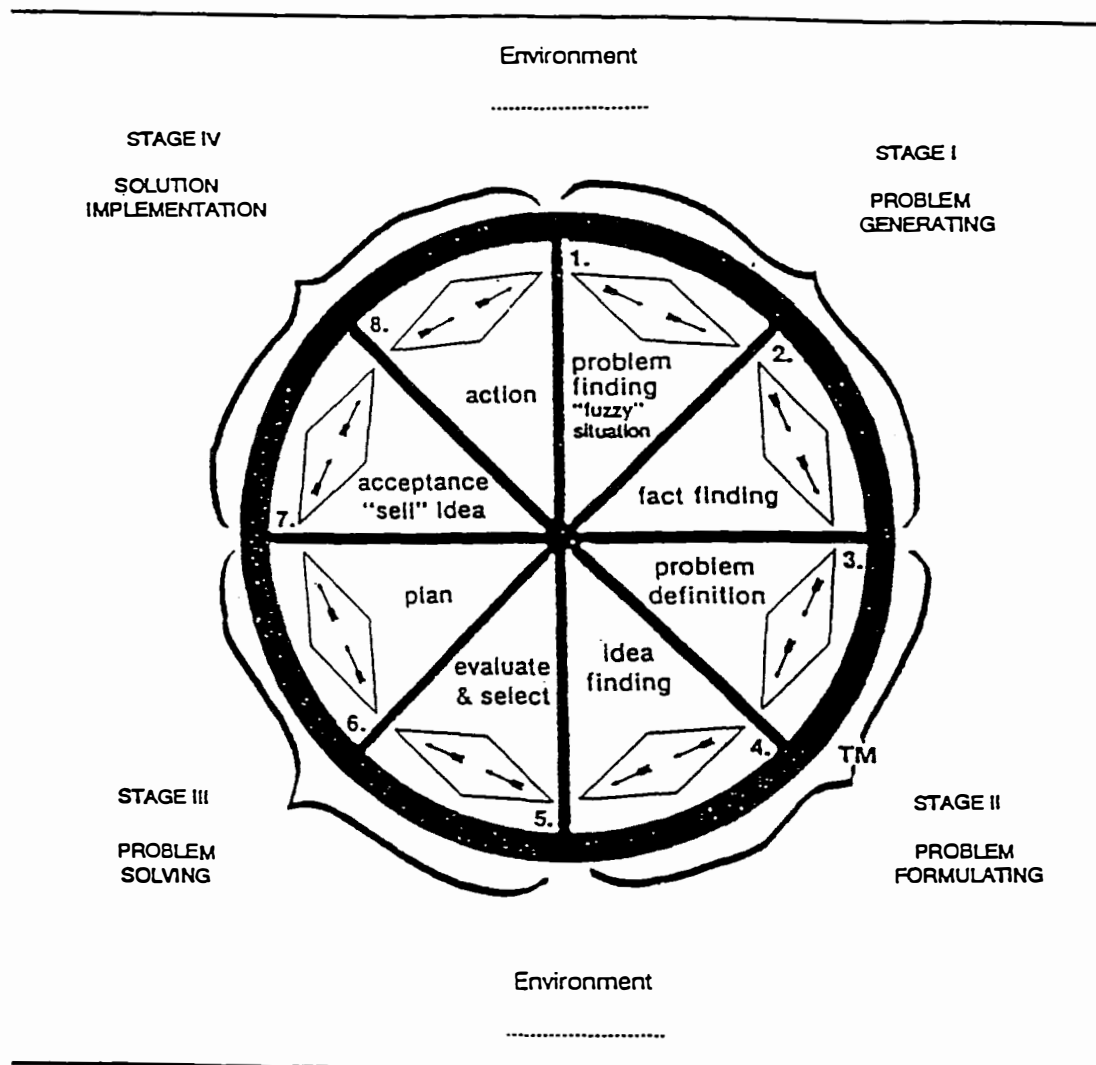 Environment
STAGE IV
SOLUTION
IMPLEMENTATION
STAGE I
PROBLEM
GENERATING
1.
problem
finding
"fuzzy"
situation
2.
fact finding
3.
problem
definition
4.
idea
finding
5.
evaluate
& select
6.
plan
7.
acceptance
"sell" idea
8.
action
TM
STAGE III
PROBLEM
SOLVING
STAGE II
PROBLEM
FORMULATING
Environment